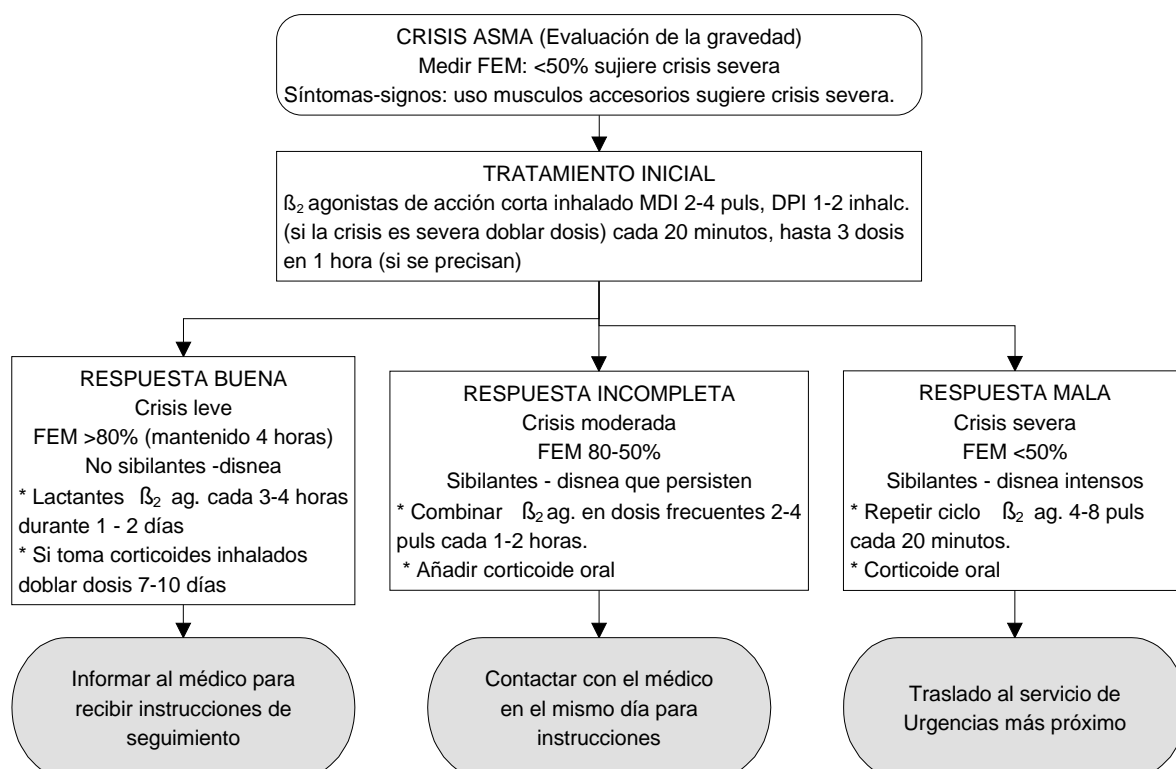 CRISIS ASMA (Evaluación de la gravedad)
Medir FEM: <50% sujiere crisis severa
Síntomas-signos: uso musculos accesorios sugiere crisis severa.
TRATAMIENTO INICIAL
ß₂ agonistas de acción corta inhalado MDI 2-4 puls, DPI 1-2 inhalc.
(si la crisis es severa doblar dosis) cada 20 minutos, hasta 3 dosis
en 1 hora (si se precisan)
RESPUESTA BUENA
Crisis leve
FEM >80% (mantenido 4 horas)
No sibilantes -disnea
* Lactantes ß₂ ag. cada 3-4 horas
durante 1 - 2 días
* Si toma corticoides inhalados
doblar dosis 7-10 días
RESPUESTA INCOMPLETA
Crisis moderada
FEM 80-50%
Sibilantes - disnea que persisten
* Combinar ß₂ ag. en dosis frecuentes 2-4
puls cada 1-2 horas.
* Añadir corticoide oral
RESPUESTA MALA
Crisis severa
FEM <50%
Sibilantes - disnea intensos
* Repetir ciclo ß₂ ag. 4-8 puls
cada 20 minutos.
* Corticoide oral
Informar al médico para
recibir instrucciones de
seguimiento
Contactar con el médico
en el mismo día para
instrucciones
Traslado al servicio de
Urgencias más próximo